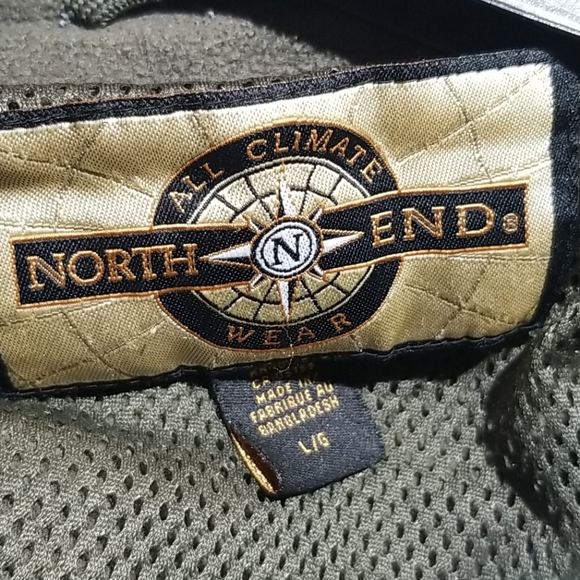 ALL CLIMATE
NORTH N END®
WEAR
MADE IN
FABRIQUE AU
BANGLADESH
L/G